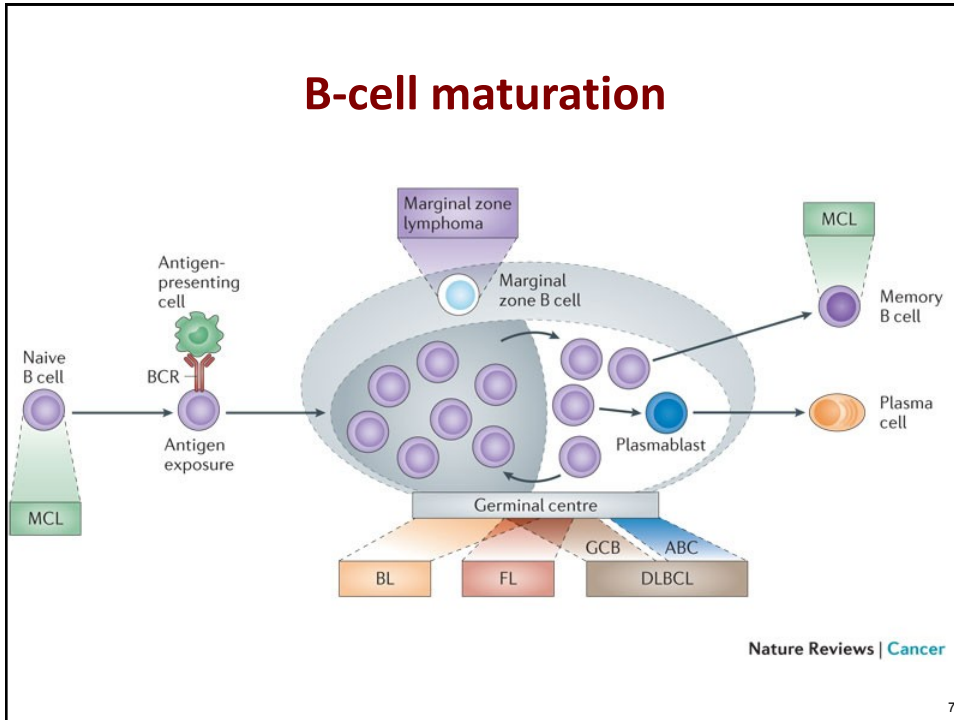 B-cell maturation
Marginal zone
lymphoma
MCL
Antigen-
presenting
cell
Marginal
zone B cell
Memory
B cell
Naive
B cell
BCR
Plasma
cell
Antigen
exposure
Plasmablast
Germinal centre
MCL
GCB
ABC
BL
FL
DLBCL
Nature Reviews | Cancer
7